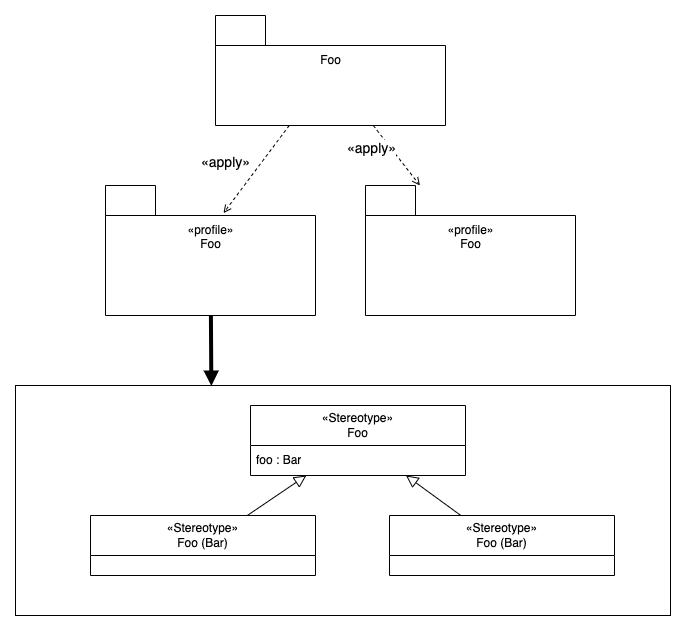 Foo
«apply»
«apply»
«profile»
Foo
«profile»
Foo
«Stereotype»
Foo
foo : Bar
«Stereotype»
Foo (Bar)
«Stereotype»
Foo (Bar)